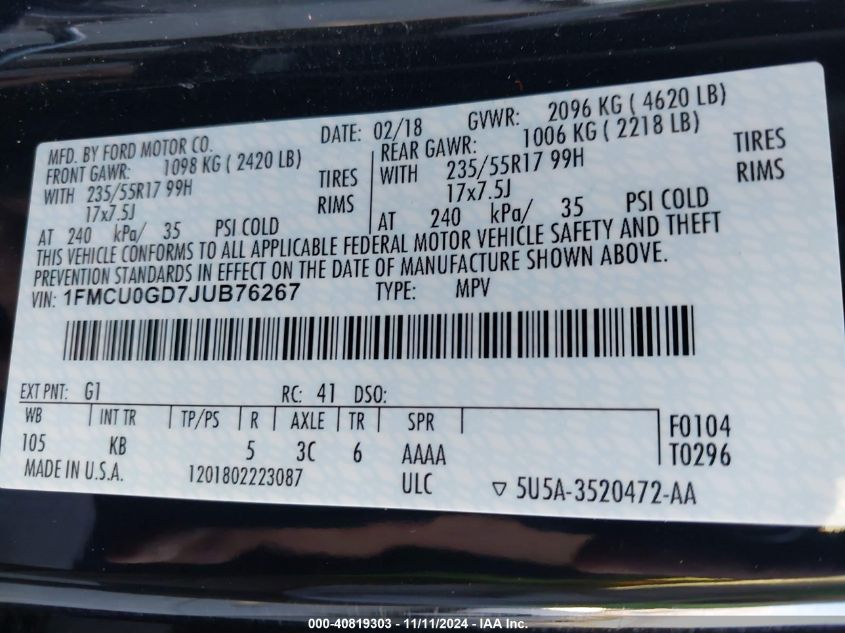 MFD. BY FORD MOTOR CO. DATE: 02/18 GVWR: 2096 KG ( 4620 LB)
FRONT GAWR: 1098 KG ( 2420 LB) REAR GAWR: 1006 KG ( 2218 LB)
WITH 235/55R17 99H TIRES WITH 235/55R17 99H TIRES
17x7.5J RIMS 17x7.5J RIMS
AT 240 kPa/ 35 PSI COLD AT 240 kPa/ 35 PSI COLD
THIS VEHICLE CONFORMS TO ALL APPLICABLE FEDERAL MOTOR VEHICLE SAFETY AND THEFT
PREVENTION STANDARDS IN EFFECT ON THE DATE OF MANUFACTURE SHOWN ABOVE.
VIN: 1FMCU0GD7JUB76267 TYPE: MPV
EXT PNT: G1 RC: 41 DSO:
WB INT TR TP/PS R AXLE TR SPR F0104
105 KB 5 3C 6 AAAA T0296
MADE IN U.S.A. 1201802223087 ULC ▽ 5U5A-3520472-AA
000-40819303 - 11/11/2024 - IAA Inc.